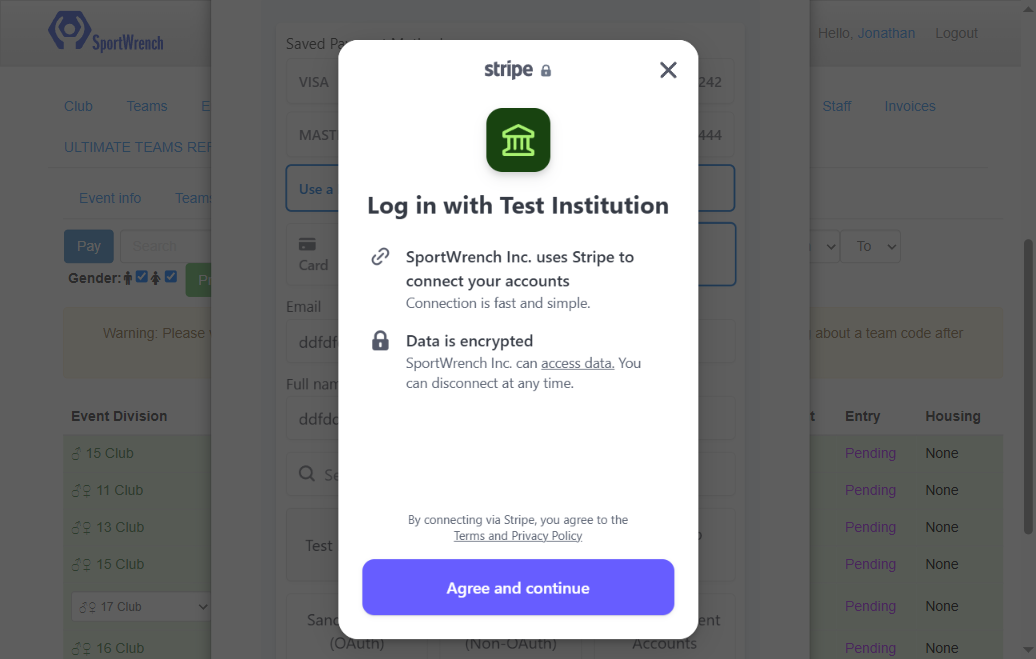 SportWrench
Hello, Jonathan
Logout
Club
Teams
E
Staff
Invoices
ULTIMATE TEAMS REF
Event info
Teams
Pay
Search
To
Gender:
Warning: Please
about a team code after
Event Division
Entry
Housing
15 Club
Pending
None
11 Club
Pending
None
13 Club
Pending
None
15 Club
Pending
None
17 Club
Pending
None
16 Club
Pending
None
VISA
242
MAST
444
Use a
Card
Email
ddfdf
Full nam
ddfdd
Se
Test
Sand
(OAuth)
(Non-OAuth)
ent
Accounts
stripe
Log in with Test Institution
SportWrench Inc. uses Stripe to
connect your accounts
Connection is fast and simple.
Data is encrypted
SportWrench Inc. can access data. You
can disconnect at any time.
By connecting via Stripe, you agree to the
Terms and Privacy Policy
Agree and continue